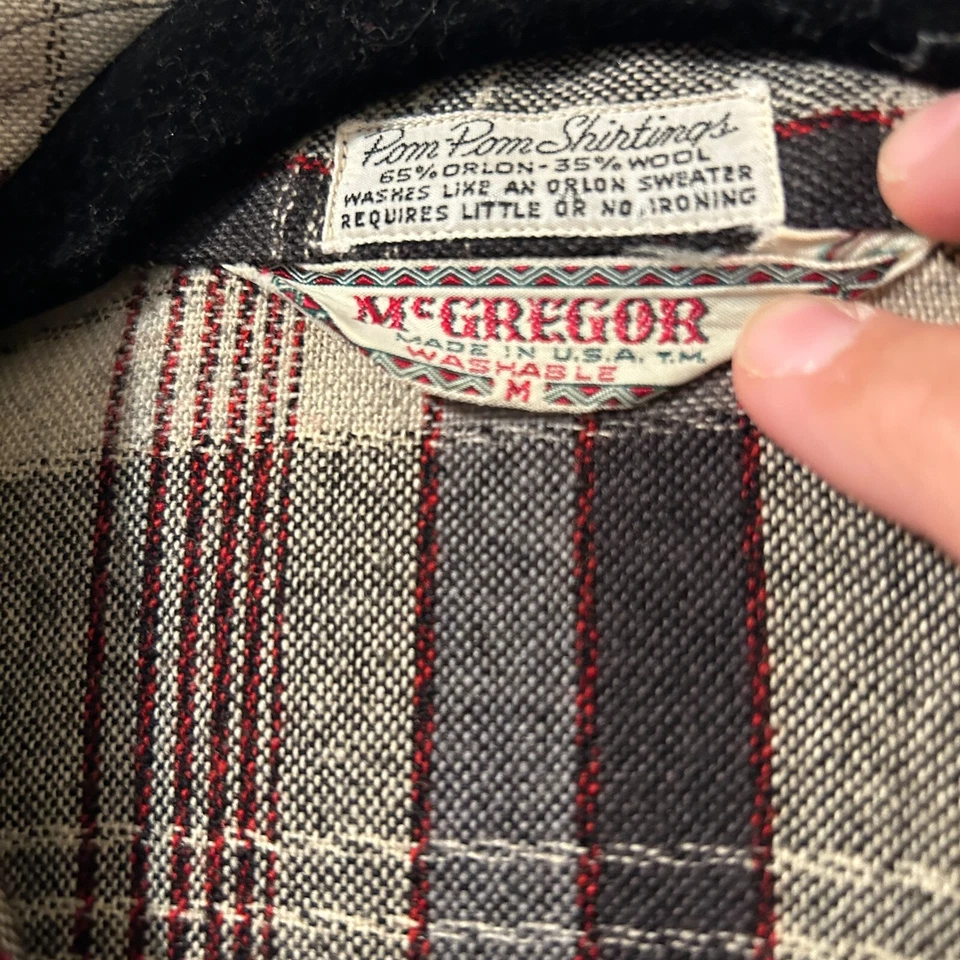 Pom-Pom Shirtings
65% ORLON - 35% WOOL
WASHES LIKE AN ORLON SWEATER
REQUIRES LITTLE OR NO IRONING
McGREGOR
MADE IN U.S.A. T.M.
WASHABLE
M